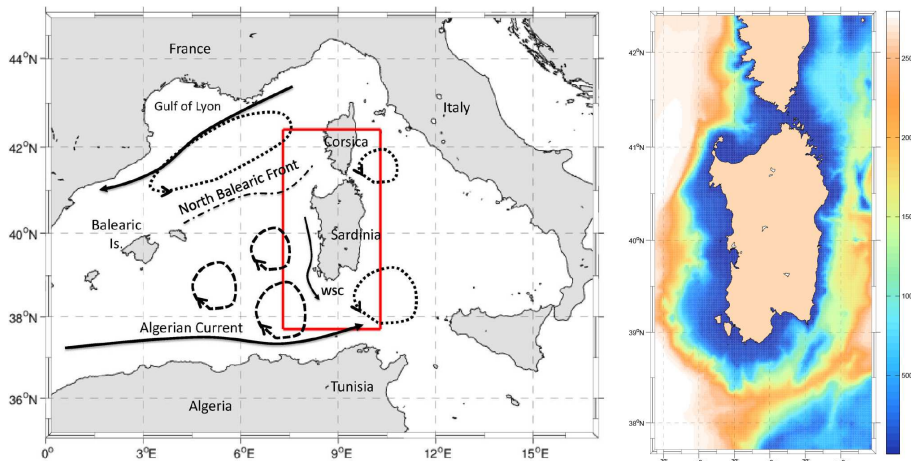 France
44°N
Gulf of Lyon
Italy
Corsica
42°N
North Balearic Front
Balearic
Is.
40°N
Sardinia
WSC
38°N
Algerian Current
Tunisia
36°N
Algeria
0°
3°E
6°E
9°E
12°E
15°E
42°N
41°N
40°N
39°N
38°N
250
200
150
100
500